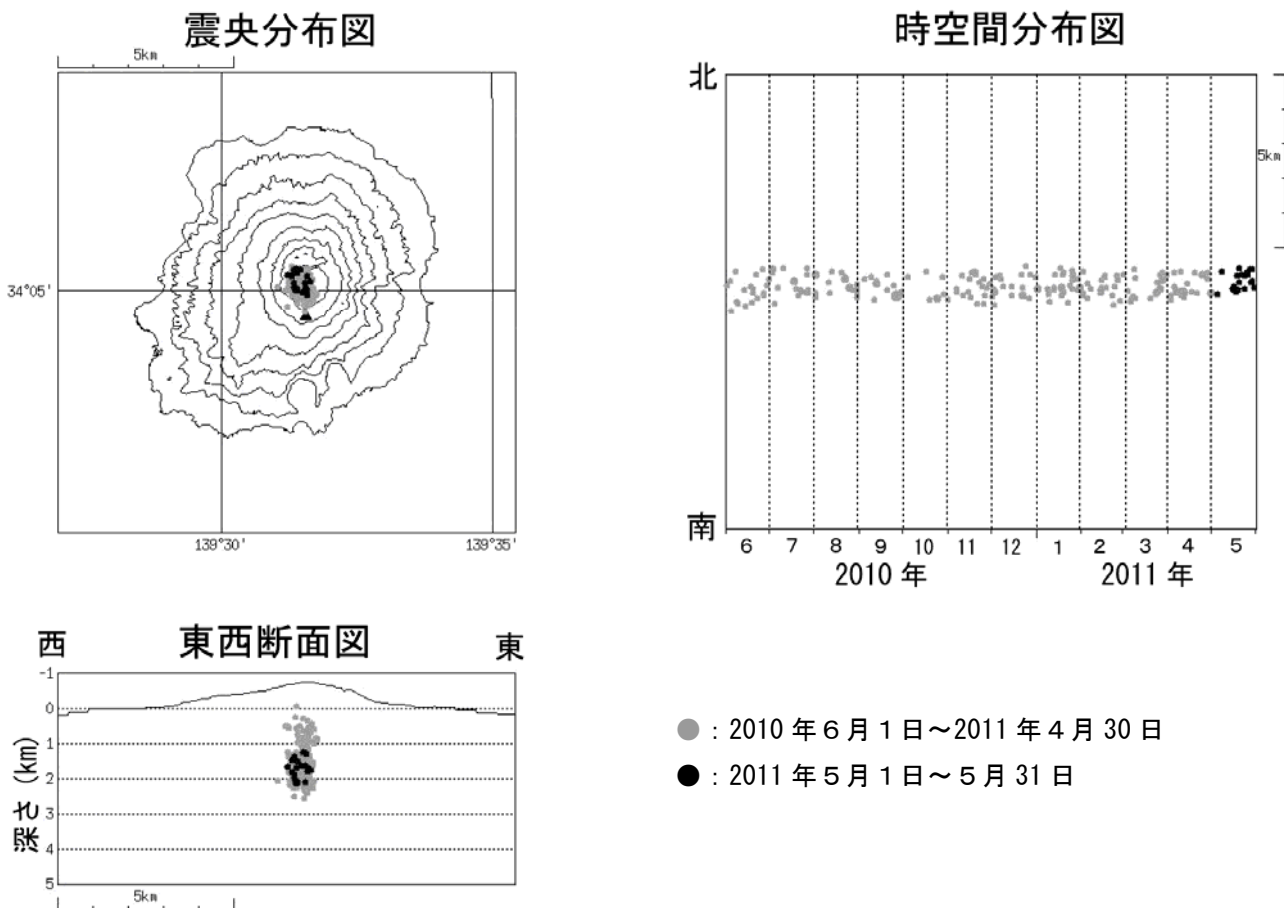 震央分布図
5km
34°05'
139°30'
139°35'
時空間分布図
北
5km
南
6 7 8 9 10 11 12 1 2 3 4 5
2010 年 2011 年
西 東西断面図 東
-1
0
1
2
3
4
5
深さ (km)
5km
●：2010 年６月１日～2011 年４月 30 日
●：2011 年５月１日～５月 31 日